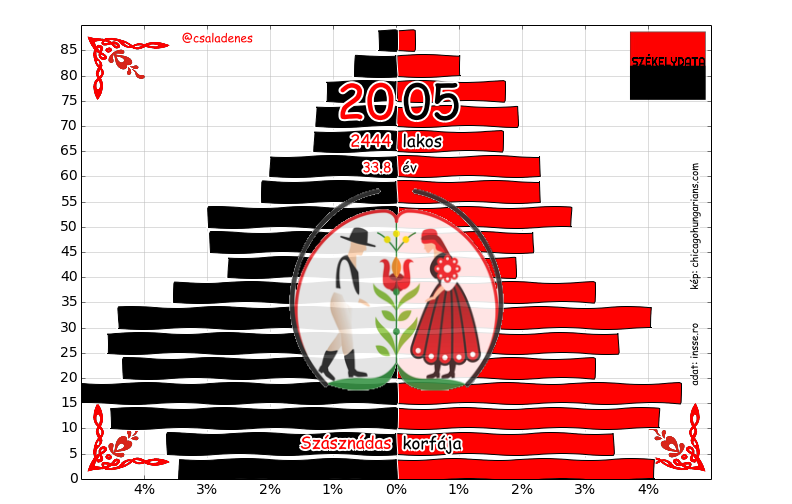 @csaladenes
SZÉKELYDATA
2005
2444 lakos
33.8 év
kép: chicagohungarians.com
adat: insse.ro
Szásznádas korfája
85
80
75
70
65
60
55
50
45
40
35
30
25
20
15
10
5
0
4% 3% 2% 1% 0% 1% 2% 3% 4%